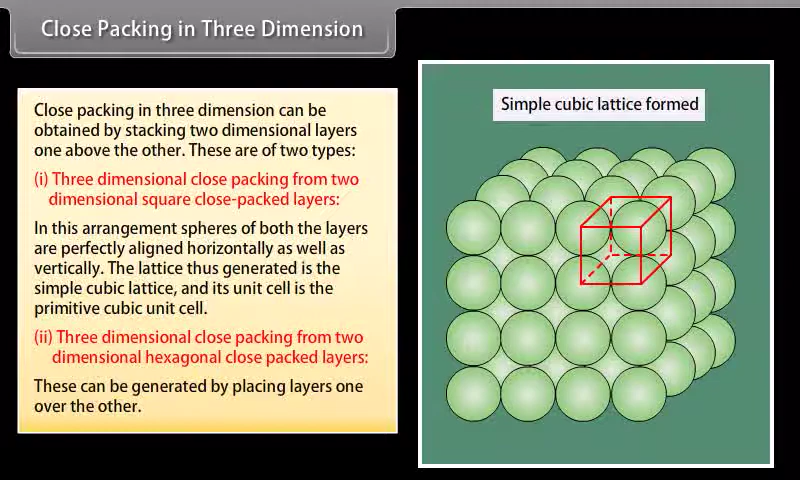 Close Packing in Three Dimension
Close packing in three dimension can be
obtained by stacking two dimensional layers
one above the other. These are of two types:
(i) Three dimensional close packing from two
dimensional square close-packed layers:
In this arrangement spheres of both the layers
are perfectly aligned horizontally as well as
vertically. The lattice thus generated is the
simple cubic lattice, and its unit cell is the
primitive cubic unit cell.
(ii) Three dimensional close packing from two
dimensional hexagonal close packed layers:
These can be generated by placing layers one
over the other.
Simple cubic lattice formed